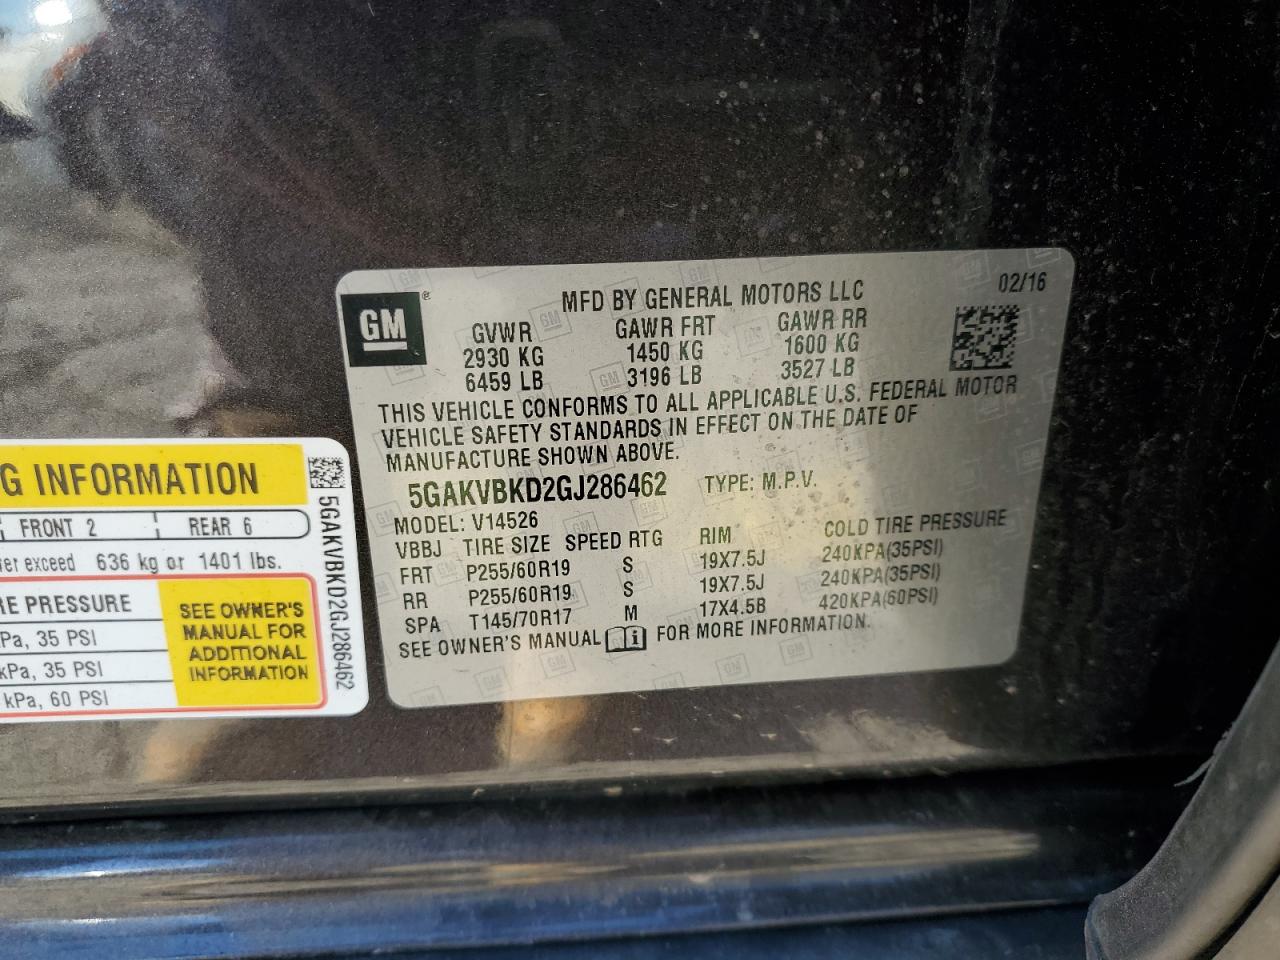 GM
®
MFD BY GENERAL MOTORS LLC
02/16
GVWR GAWR FRT GAWR RR
2930 KG 1450 KG 1600 KG
6459 LB 3196 LB 3527 LB
THIS VEHICLE CONFORMS TO ALL APPLICABLE U.S. FEDERAL MOTOR
VEHICLE SAFETY STANDARDS IN EFFECT ON THE DATE OF
MANUFACTURE SHOWN ABOVE.
5GAKVBKD2GJ286462 TYPE: M.P.V.
MODEL: V14526
VBBJ TIRE SIZE SPEED RTG RIM COLD TIRE PRESSURE
FRT P255/60R19 S 19X7.5J 240KPA(35PSI)
RR P255/60R19 S 19X7.5J 240KPA(35PSI)
SPA T145/70R17 M 17X4.5B 420KPA(60PSI)
SEE OWNER'S MANUAL FOR MORE INFORMATION.
G INFORMATION
FRONT 2 REAR 6
er exceed 636 kg or 1401 lbs.
RE PRESSURE
Pa, 35 PSI
kPa, 35 PSI
kPa, 60 PSI
SEE OWNER'S
MANUAL FOR
ADDITIONAL
INFORMATION
5GAKVBKD2GJ286462